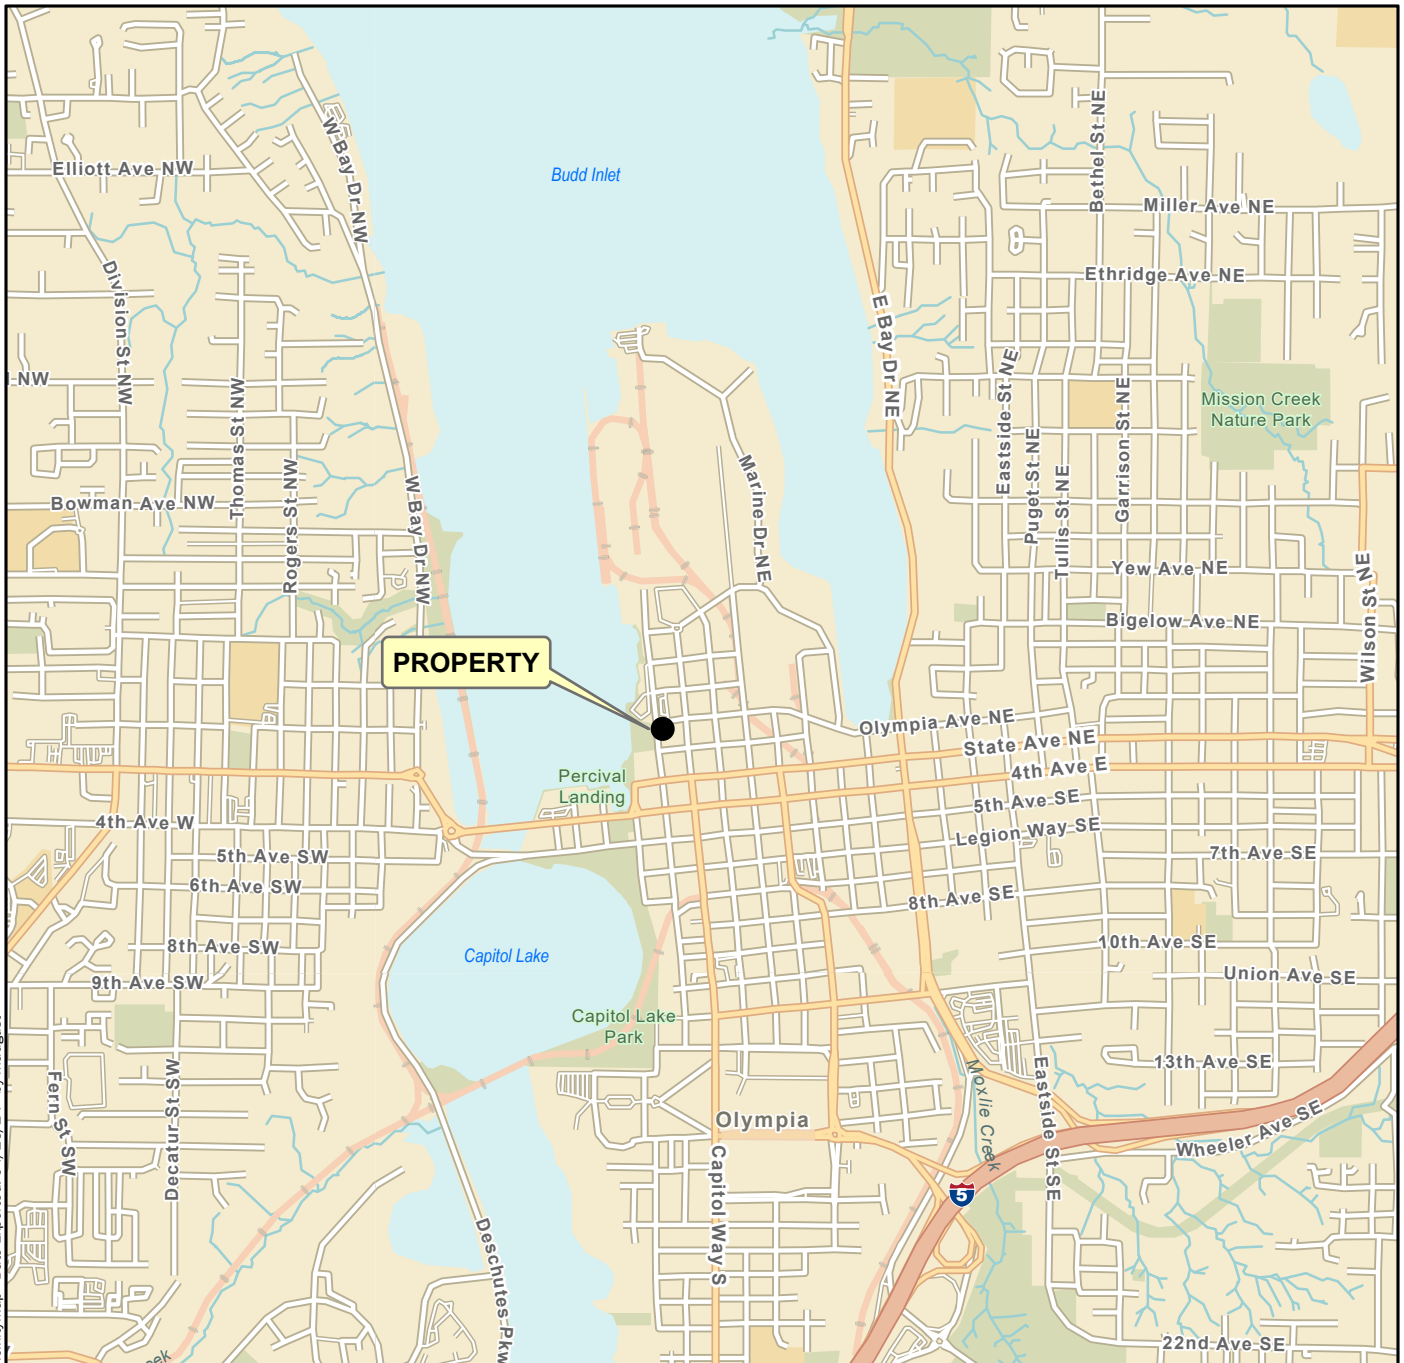 Budd Inlet
Elliott Ave NW
W Bay Dr NW
Bethel St NE
Miller Ave NE
Ethridge Ave NE
Division St NW
E Bay Dr NE
NW
Thomas St NW
Eastside St NE
Garrison St NE
Mission Creek
Nature Park
Rogers St NW
Puget St NE
Tullis St NE
Marine Dr NE
Bowman Ave NW
W Bay Dr NW
Yew Ave NE
Wilson St NE
Bigelow Ave NE
PROPERTY
Olympia Ave NE
State Ave NE
4th Ave E
Percival
Landing
5th Ave SE
4th Ave W
Legion Way SE
5th Ave SW
7th Ave SE
6th Ave SW
8th Ave SE
8th Ave SW
10th Ave SE
Capitol Lake
9th Ave SW
Union Ave SE
Capitol Lake
Park
13th Ave SE
Fern St SW
Decatur St SW
Moxlie Creek
Eastside St SE
Olympia
Wheeler Ave SE
Capitol Way S
5
Deschutes Pkw
22nd Ave SE